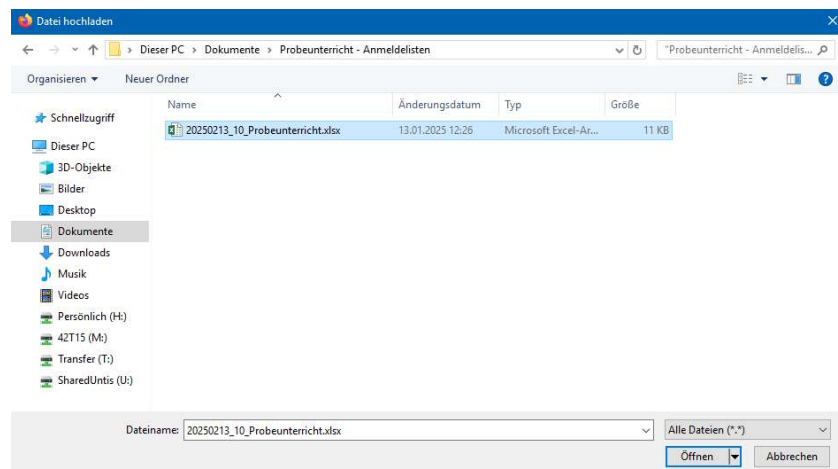 Datei hochladen
Dieser PC > Dokumente > Probeunterricht - Anmeldelisten
"Probeunterricht - Anmeldelis...
Organisieren
Neuer Ordner
Name
Änderungsdatum
Typ
Größe
20250213_10_Probeunterricht.xlsx
13.01.2025 12:26
Microsoft Excel-Ar...
11 KB
Schnellzugriff
Dieser PC
3D-Objekte
Bilder
Desktop
Dokumente
Downloads
Musik
Videos
Persönlich (H:)
42T15 (M:)
Transfer (T:)
SharedUntis (U:)
Dateiname: 20250213_10_Probeunterricht.xlsx
Alle Dateien (*.*)
Öffnen
Abbrechen